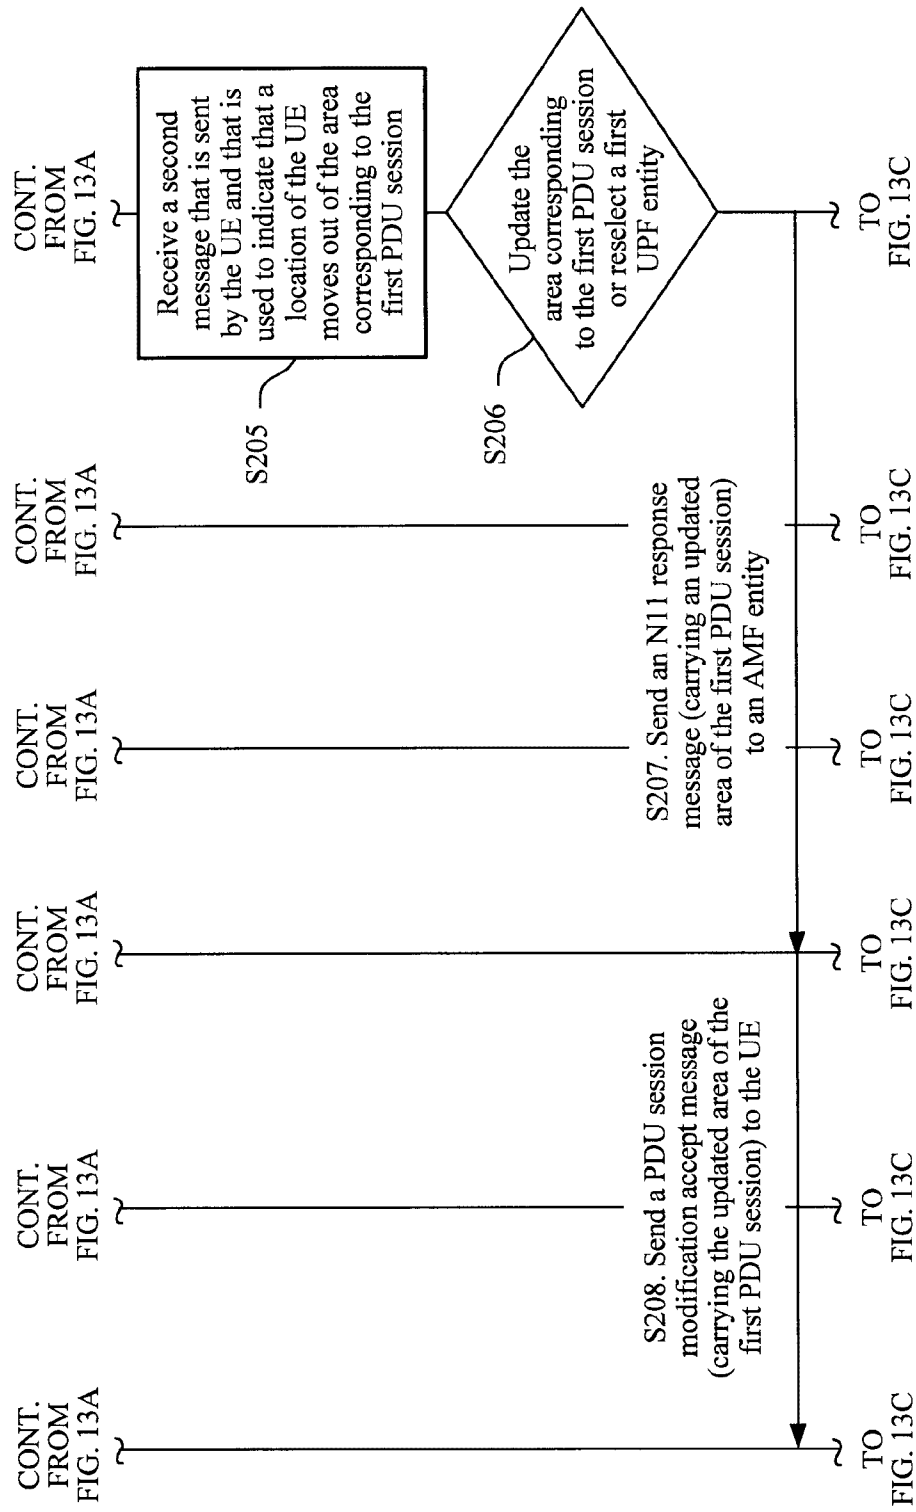 CONT.
FROM
FIG. 13A
CONT.
FROM
FIG. 13A
CONT.
FROM
FIG. 13A
CONT.
FROM
FIG. 13A
CONT.
FROM
FIG. 13A
CONT.
FROM
FIG. 13A
Receive a second
message that is sent
by the UE and that is
used to indicate that a
location of the UE
moves out of the area
corresponding to the
first PDU session
S205
Update the
area corresponding
to the first PDU session
or reselect a first
UPF entity
S206
S207. Send an N11 response
message (carrying an updated
area of the first PDU session)
to an AMF entity
S208. Send a PDU session
modification accept message
(carrying the updated area of the
first PDU session) to the UE
TO
FIG. 13C
TO
FIG. 13C
TO
FIG. 13C
TO
FIG. 13C
TO
FIG. 13C
TO
FIG. 13C